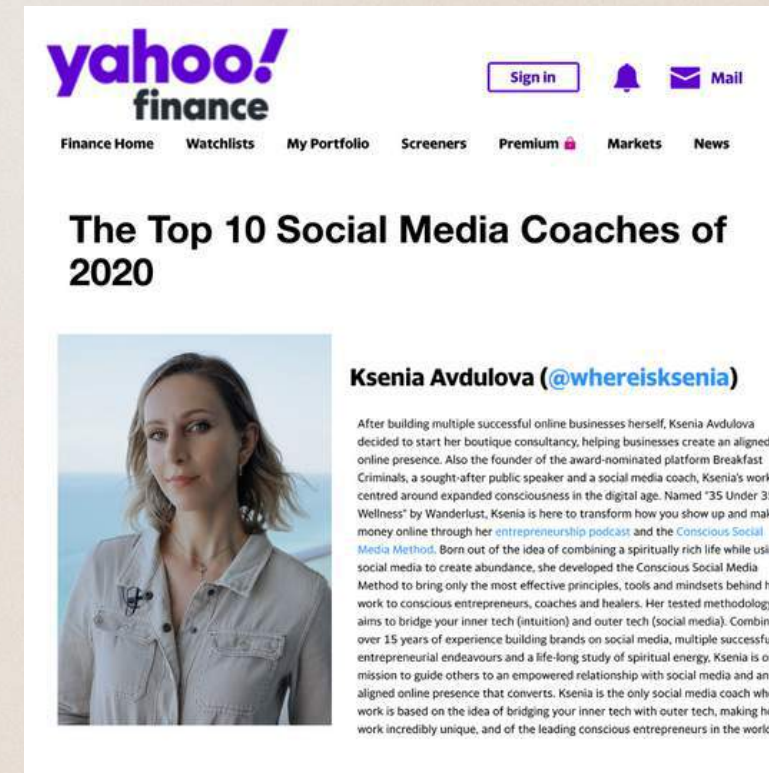 yahoo!
finance
Sign in
Mail
Finance Home Watchlists My Portfolio Screeners Premium Markets News
The Top 10 Social Media Coaches of
2020
Ksenia Avdulova (@whereisksenia)
After building multiple successful online businesses herself, Ksenia Avdulova
decided to start her boutique consultancy, helping businesses create an aligned
online presence. Also the founder of the award-nominated platform Breakfast
Criminals, a sought-after public speaker and a social media coach, Ksenia's work
centred around expanded consciousness in the digital age. Named "35 Under 35
Wellness" by Wanderlust, Ksenia is here to transform how you show up and mak
money online through her entrepreneurship podcast and the Conscious Social
Media Method. Born out of the idea of combining a spiritually rich life while usi
social media to create abundance, she developed the Conscious Social Media
Method to bring only the most effective principles, tools and mindsets behind h
work to conscious entrepreneurs, coaches and healers. Her tested methodology
aims to bridge your inner tech (intuition) and outer tech (social media). Combin
over 15 years of experience building brands on social media, multiple successfu
entrepreneurial endeavours and a life-long study of spiritual energy, Ksenia is o
mission to guide others to an empowered relationship with social media and an
aligned online presence that converts. Ksenia is the only social media coach who
work is based on the idea of bridging your inner tech with outer tech, making he
work incredibly unique, and of the leading conscious entrepreneurs in the world